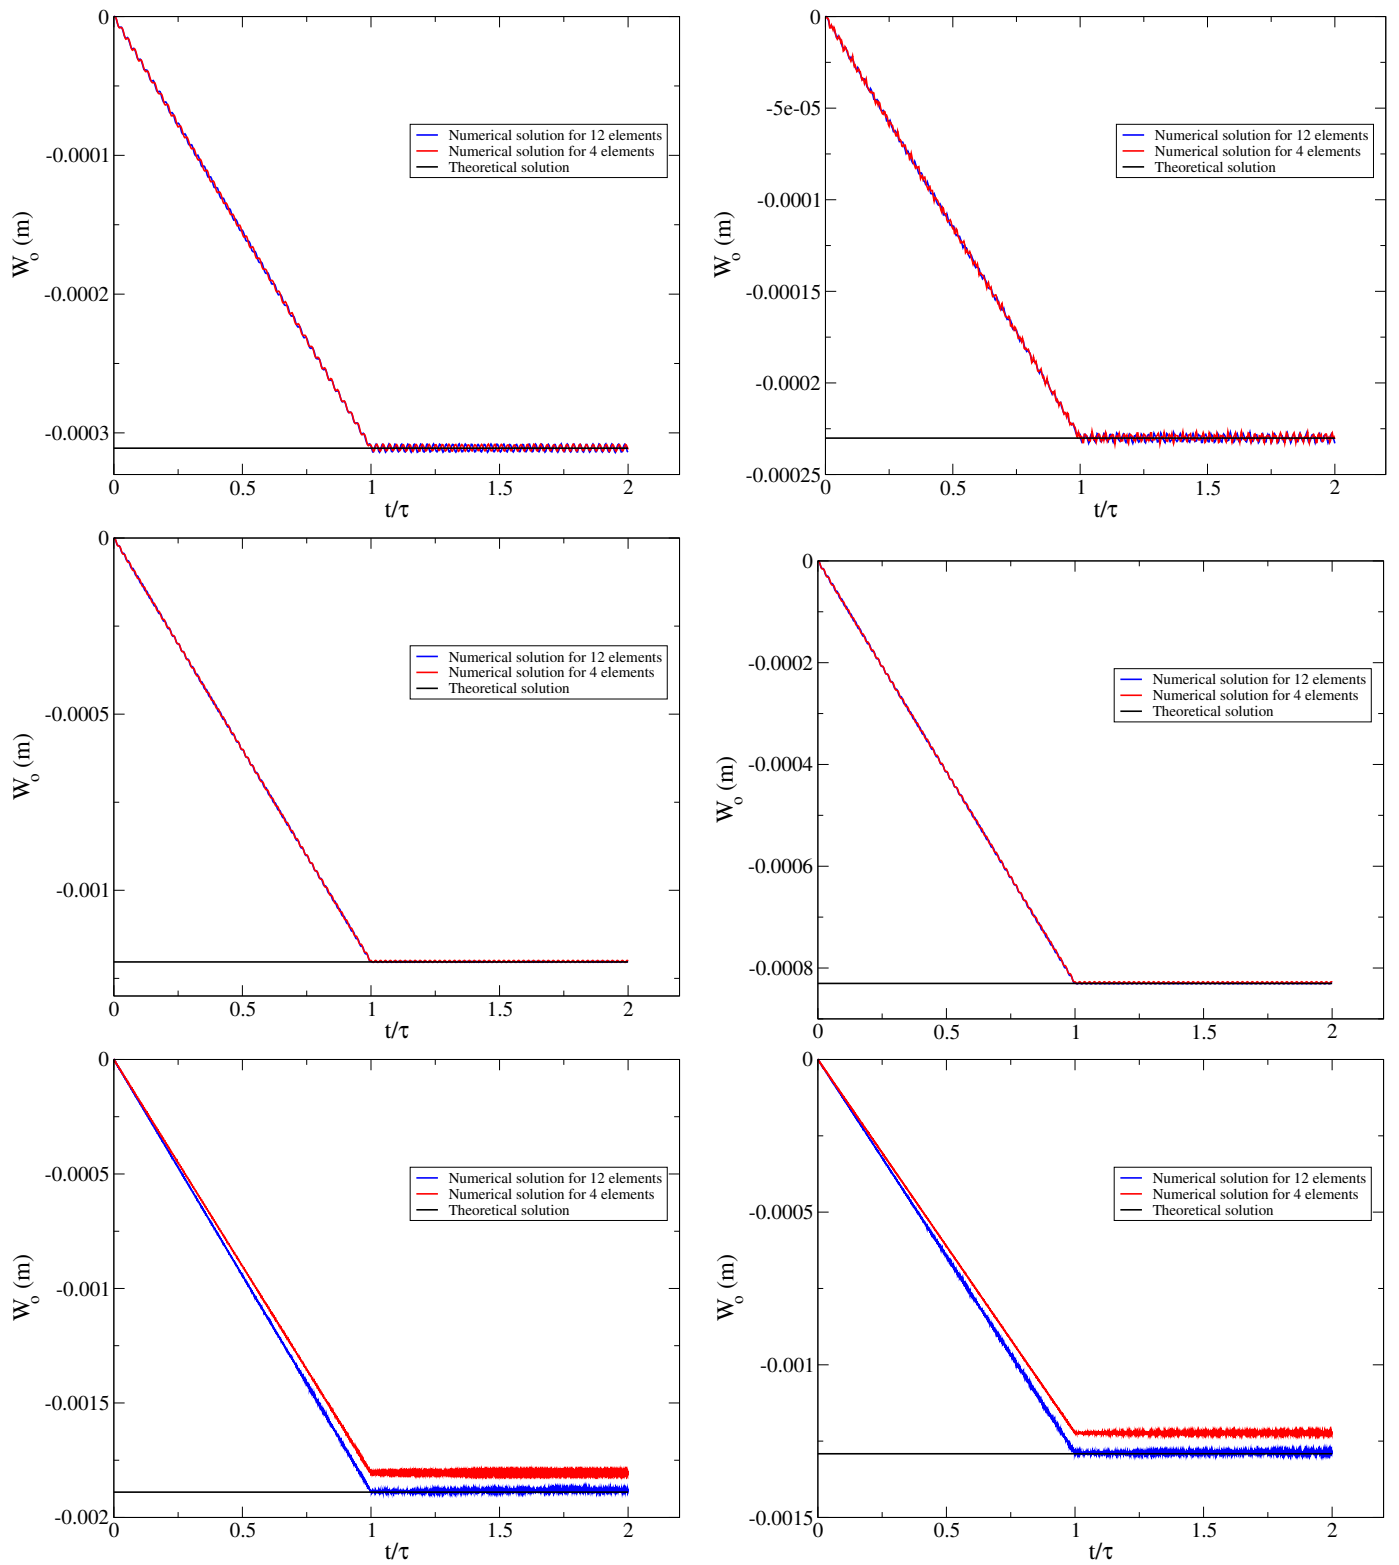 0
-0.0001
-0.0002
-0.0003
W_o (m)
Numerical solution for 12 elements
Numerical solution for 4 elements
Theoretical solution
0 0.5 1 1.5 2
t/τ
0
-5e-05
-0.0001
-0.00015
-0.0002
-0.00025
W_o (m)
Numerical solution for 12 elements
Numerical solution for 4 elements
Theoretical solution
0 0.5 1 1.5 2
t/τ
0
-0.0005
-0.001
W_o (m)
Numerical solution for 12 elements
Numerical solution for 4 elements
Theoretical solution
0 0.5 1 1.5 2
t/τ
0
-0.0002
-0.0004
-0.0006
-0.0008
W_o (m)
Numerical solution for 12 elements
Numerical solution for 4 elements
Theoretical solution
0 0.5 1 1.5 2
t/τ
0
-0.0005
-0.001
-0.0015
-0.002
W_o (m)
Numerical solution for 12 elements
Numerical solution for 4 elements
Theoretical solution
0 0.5 1 1.5 2
t/τ
0
-0.0005
-0.001
-0.0015
W_o (m)
Numerical solution for 12 elements
Numerical solution for 4 elements
Theoretical solution
0 0.5 1 1.5 2
t/τ